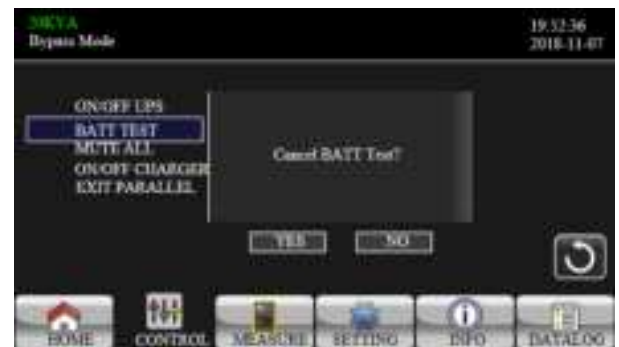 30KVA
Bypass Mode
19:52:36
2018-11-07
ON/OFF UPS
BATT TEST
MUTE ALL
ON/OFF CHARGER
EXIT PARALLEL
Cancel BATT Test?
YES
NO
HOME
CONTROL
MEASURE
SETTING
INFO
DATALOG